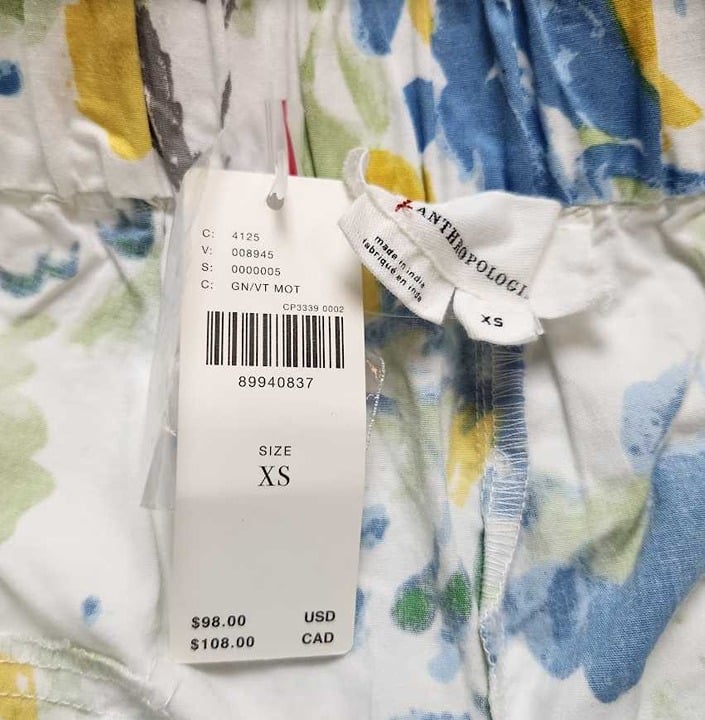 C: 4125
V: 008945
S: 0000005
C: GN/VT MOT
CP3339 0002
89940837
SIZE
XS
$98.00 USD
$108.00 CAD
ANTHROPOLOGI
made in india
fabriqué en inde
XS